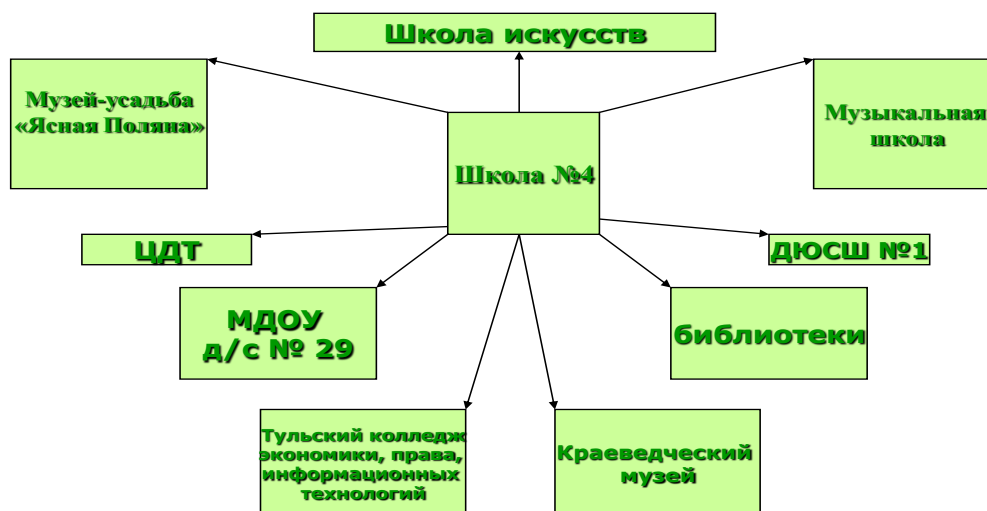 Школа искусств
Музей-усадьба
«Ясная Поляна»
Музыкальная
школа
Школа №4
ЦДТ
ДЮСШ №1
МДОУ
д/с № 29
библиотеки
Тульский колледж
экономики, права,
информационных
технологий
Краеведческий
музей